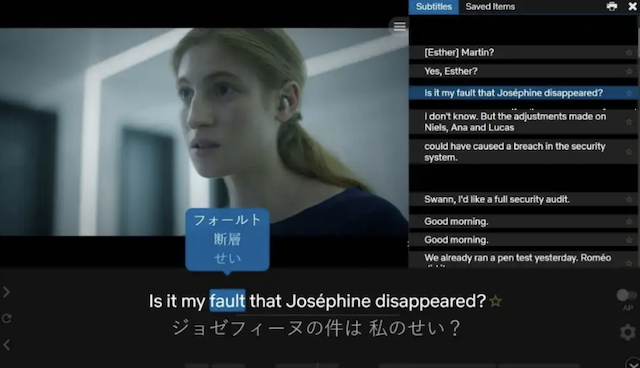 Subtitles Saved Items
[Esther] Martin?
Yes, Esther?
Is it my fault that Joséphine disappeared?
I don't know. But the adjustments made on
Niels, Ana and Lucas
could have caused a breach in the security
system.
Swann, I'd like a full security audit.
Good morning.
Good morning.
We already ran a pen test yesterday. Roméo
フォールト
断層
せい
Is it my fault that Joséphine disappeared?
ジョゼフィーヌの件は 私のせい？
AP